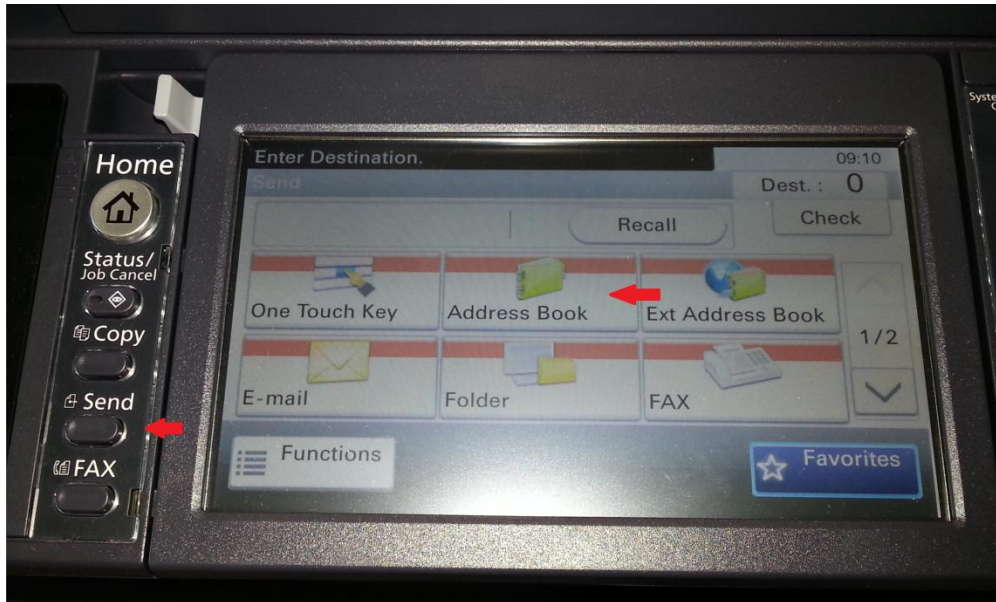 Home
Status/
Job Cancel
Copy
Send
FAX
Enter Destination.
09:10
Send
Dest. : 0
Recall
Check
One Touch Key
Address Book
Ext Address Book
1/2
E-mail
Folder
FAX
Functions
Favorites